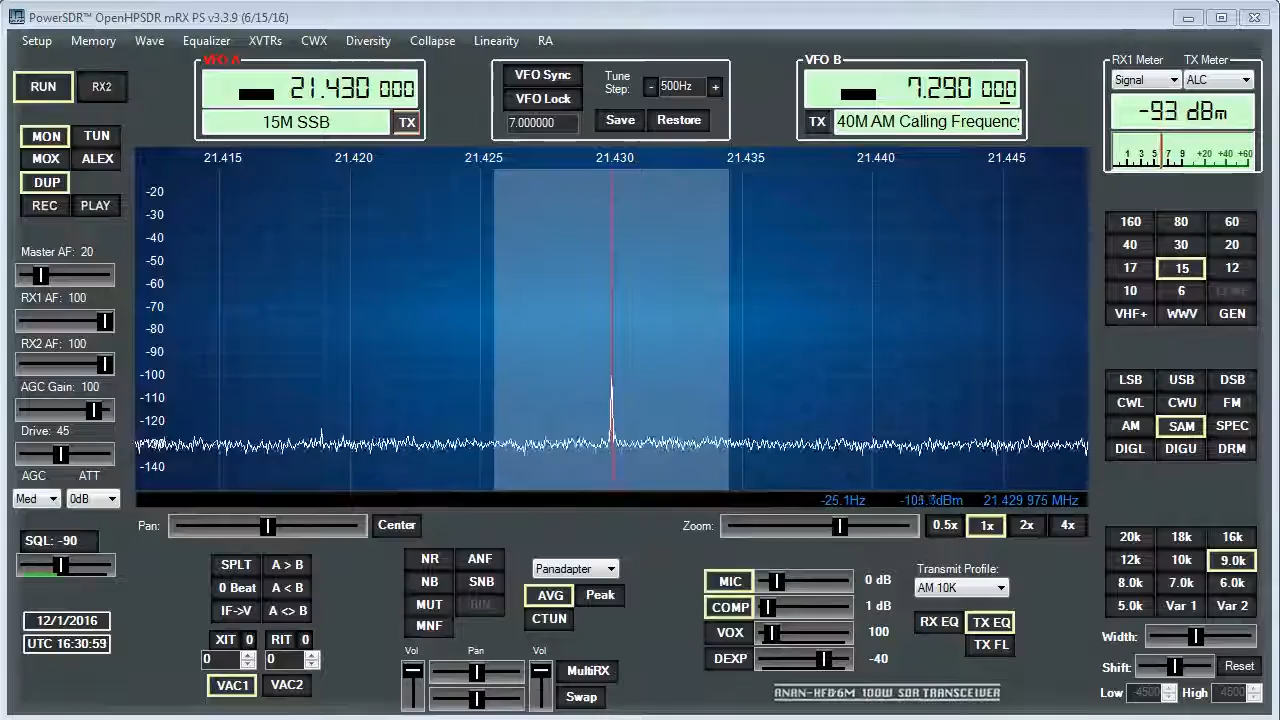 PowerSDR™ OpenHPSDR mRX PS v3.3.9 (6/15/16)
Setup Memory Wave Equalizer XVTRs CWX Diversity Collapse Linearity RA
RUN RX2
VFO A
21.430 000
15M SSB TX
VFO Sync
VFO Lock
7.000000
Tune Step: - 500Hz +
Save Restore
VFO B
7.290 000
TX 40M AM Calling Frequency
RX1 Meter TX Meter
Signal ALC
-93 dBm
1 3 5 7 9 +20 +40 +60
MON TUN
MOX ALEX
DUP
REC PLAY
Master AF: 20
RX1 AF: 100
RX2 AF: 100
AGC Gain: 100
Drive: 45
AGC ATT
Med 0dB
SQL: -90
12/1/2016
UTC 16:30:59
21.415 21.420 21.425 21.430 21.435 21.440 21.445
-20
-30
-40
-50
-60
-70
-80
-90
-100
-110
-120
-130
-140
-25.1Hz 21.429 975 MHz
Pan: Center Zoom: 0.5x 1x 2x 4x
160 80 60
40 30 20
17 15 12
10 6
VHF+ WWV GEN
LSB USB DSB
CWL CWU FM
AM SAM SPEC
DIGL DIGU DRM
20k 18k 16k
12k 10k 9.0k
8.0k 7.0k 6.0k
5.0k Var 1 Var 2
Width:
Shift: Reset
Low -4500 High 4500
SPLT A > B
0 Beat A < B
IF->V A <> B
XIT 0 RIT 0
0 0
VAC1 VAC2
NR ANF
NB SNB
MUT BIN
MNF
Panadapter
AVG Peak
CTUN
Vol Pan Vol
MultiRX
Swap
MIC 0 dB
COMP 1 dB
VOX 100
DEXP -40
Transmit Profile:
AM 10K
RX EQ TX EQ
TX FL
ANAN-HF&6M 100W SDR TRANSCEIVER